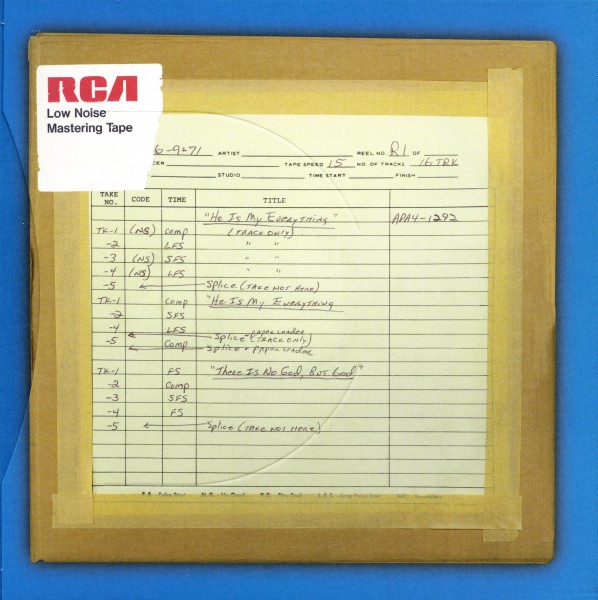 RCA
Low Noise
Mastering Tape
6-9-71 ARTIST REEL NO. R1 OF
TAPE SPEED 15 NO. OF TRACKS 16 TRK
STUDIO TIME START FINISH
TAKE NO. CODE TIME TITLE
"He Is My Everything" APA4-1292
TK-1 (NS) Comp (TRACK ONLY)
-2 LFS " "
-3 (NS) SFS " "
-4 (NS) LFS " "
-5 Splice (TAKE NOT HERE)
TK-1 Comp "He Is My Everything
-2 SFS
-4 LFS
Splice - paper leader
-5 Comp (TRACK ONLY)
Splice + paper leader
TK-1 FS "There Is No God, But God"
-2 Comp
-3 SFS
-4 FS
-5 Splice (TAKE NOT HERE)